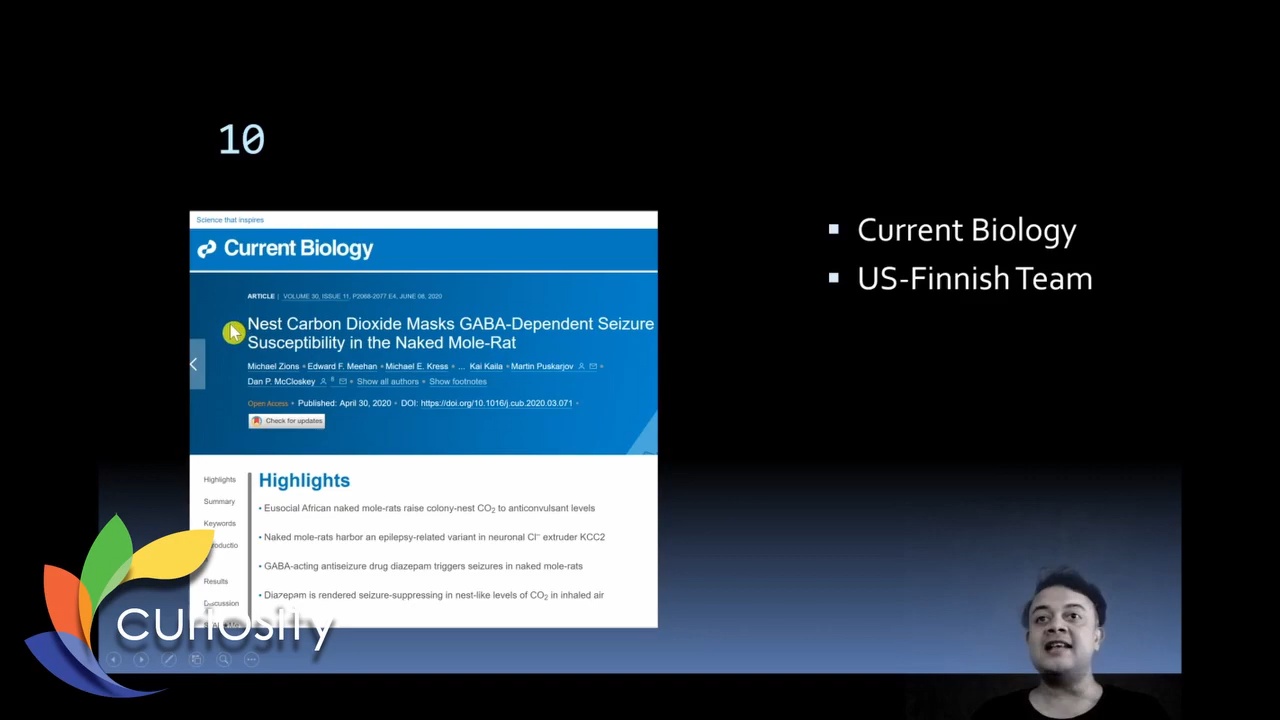 10
Science that inspires
Current Biology
ARTICLE | VOLUME 30, ISSUE 11, P2068-2077.E4, JUNE 08, 2020
Nest Carbon Dioxide Masks GABA-Dependent Seizure
Susceptibility in the Naked Mole-Rat
Michael Zions • Edward F. Meehan • Michael E. Kress • ... Kai Kaila • Martin Puskarjov
Dan P. McCloskey • Show all authors • Show footnotes
Open Access • Published: April 30, 2020 • DOI: https://doi.org/10.1016/j.cub.2020.03.071 •
Check for updates
Highlights
Summary
Keywords
Results
Discussion
Highlights
• Eusocial African naked mole-rats raise colony-nest CO₂ to anticonvulsant levels
• Naked mole-rats harbor an epilepsy-related variant in neuronal Cl⁻ extruder KCC2
• GABA-acting antiseizure drug diazepam triggers seizures in naked mole-rats
• Diazepam is rendered seizure-suppressing in nest-like levels of CO₂ in inhaled air
▪ Current Biology
▪ US-Finnish Team
curiosity